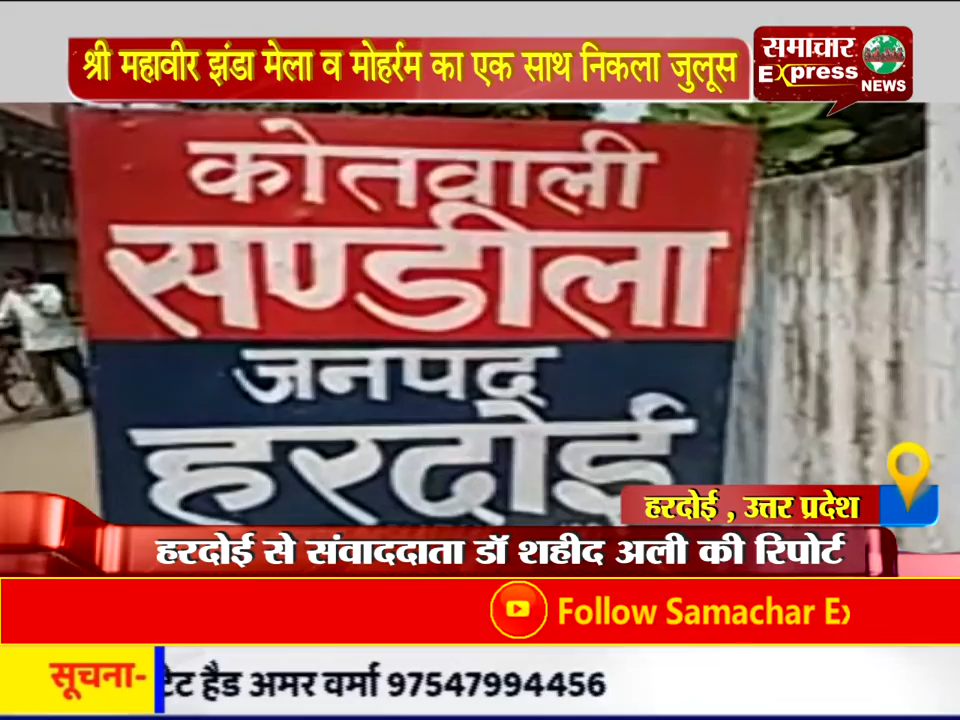 श्री महावीर झंडा मेला व मोहर्रम का एक साथ निकला जुलूस
समाचार
Express
NEWS
कोतवाली
सण्डीला
जनपद
हरदोई
हरदोई , उत्तर प्रदेश
हरदोई से संवाददाता डॉ शहीद अली की रिपोर्ट
Follow Samachar Ex
सूचना- टेट हैड अमर वर्मा 97547994456